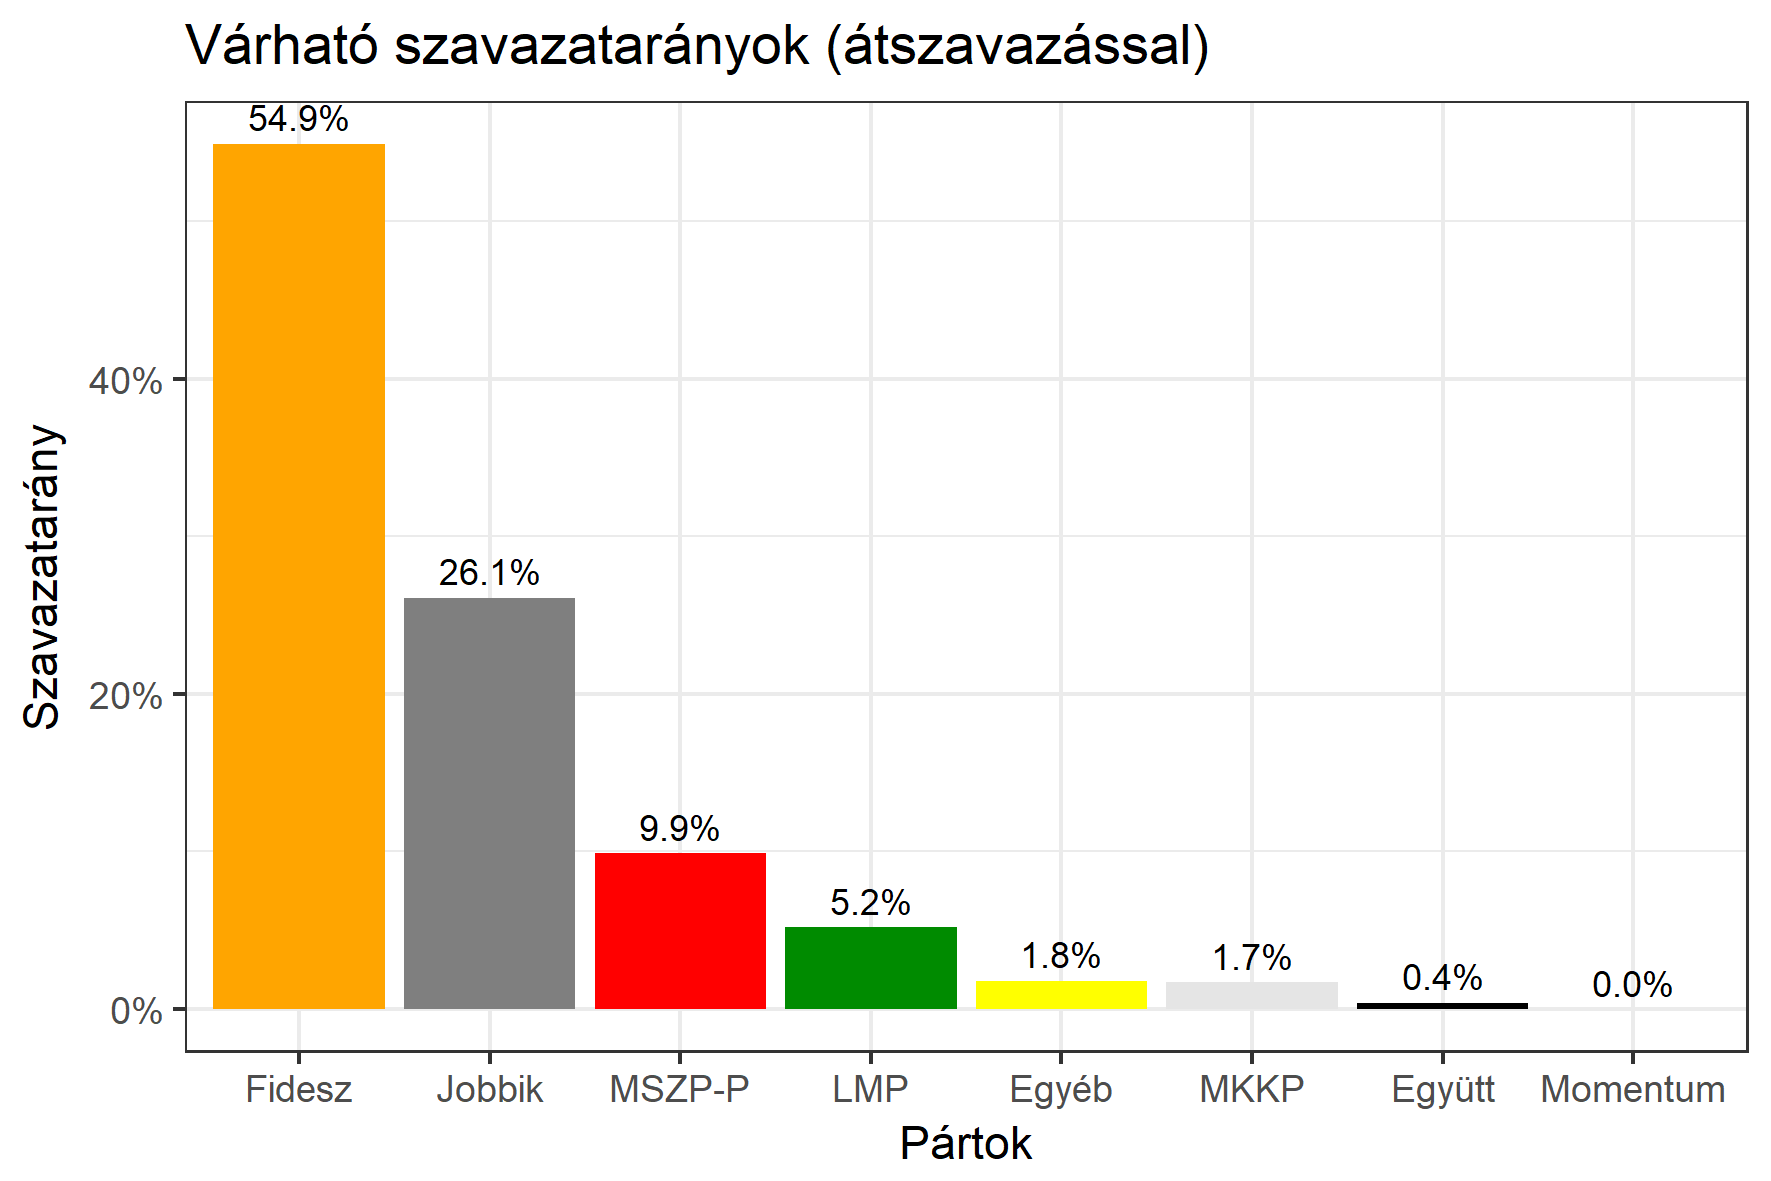 Várható szavazatarányok (átszavazással)
54.9%
26.1%
9.9%
5.2%
1.8%
1.7%
0.4%
0.0%
40%
20%
0%
Szavazatarány
Fidesz Jobbik MSZP-P LMP Egyéb MKKP Együtt Momentum
Pártok